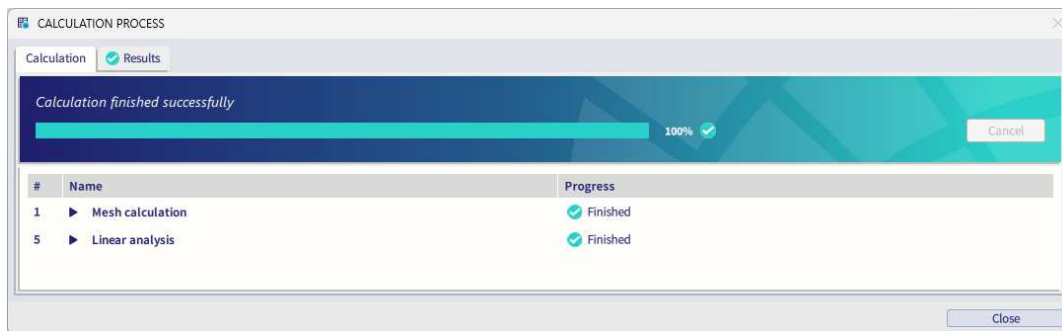 CALCULATION PROCESS
Calculation Results
Calculation finished successfully
100% Cancel
# Name Progress
1 Mesh calculation Finished
5 Linear analysis Finished
Close